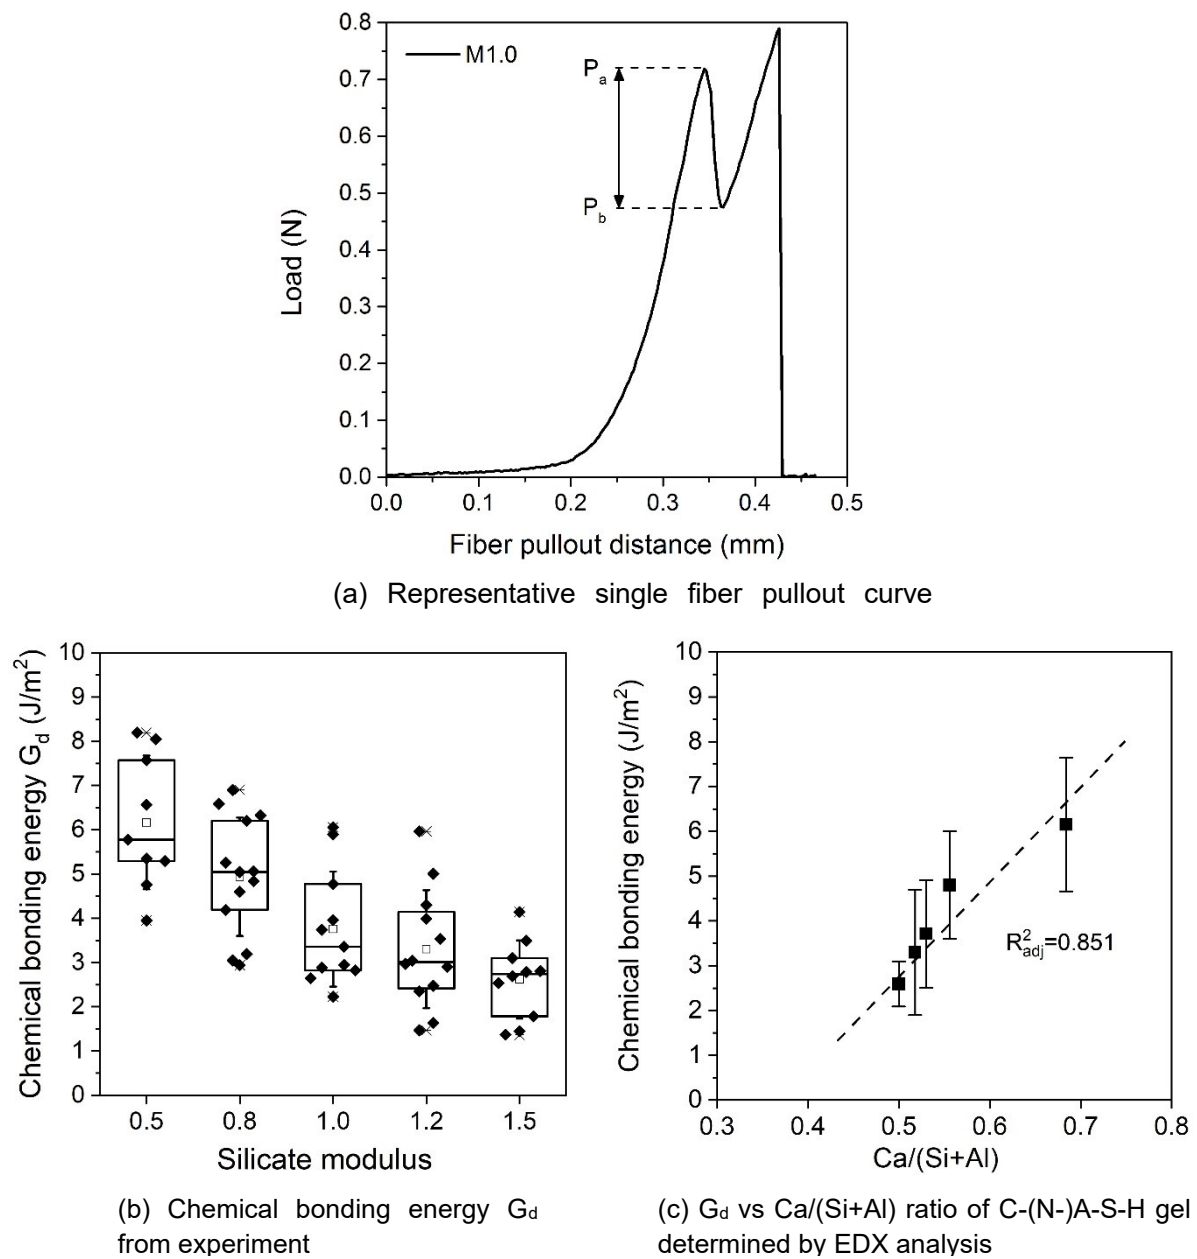 0.8
0.7
0.6
0.5
0.4
0.3
0.2
0.1
0.0
Load (N)
M1.0
Pa
Pb
0.0 0.1 0.2 0.3 0.4 0.5
Fiber pullout distance (mm)
(a) Representative single fiber pullout curve
10
9
8
7
6
5
4
3
2
1
0
Chemical bonding energy Gd (J/m²)
0.5 0.8 1.0 1.2 1.5
Silicate modulus
(b) Chemical bonding energy Gd
from experiment
10
9
8
7
6
5
4
3
2
1
0
Chemical bonding energy (J/m²)
R²adj=0.851
0.3 0.4 0.5 0.6 0.7 0.8
Ca/(Si+Al)
(c) Gd vs Ca/(Si+Al) ratio of C-(N-)A-S-H gel
determined by EDX analysis